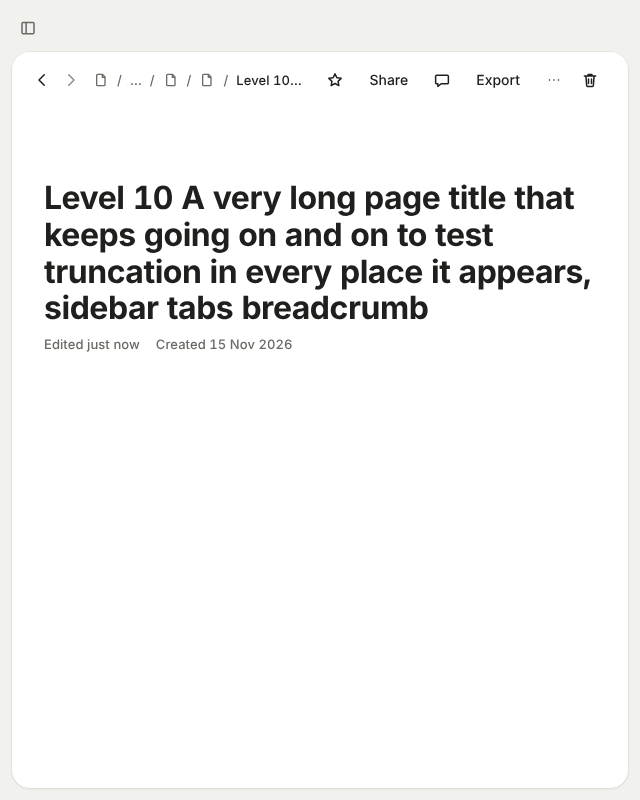 / ... / / / Level 10... Share Export ...
Level 10 A very long page title that
keeps going on and on to test
truncation in every place it appears,
sidebar tabs breadcrumb
Edited just now Created 15 Nov 2026